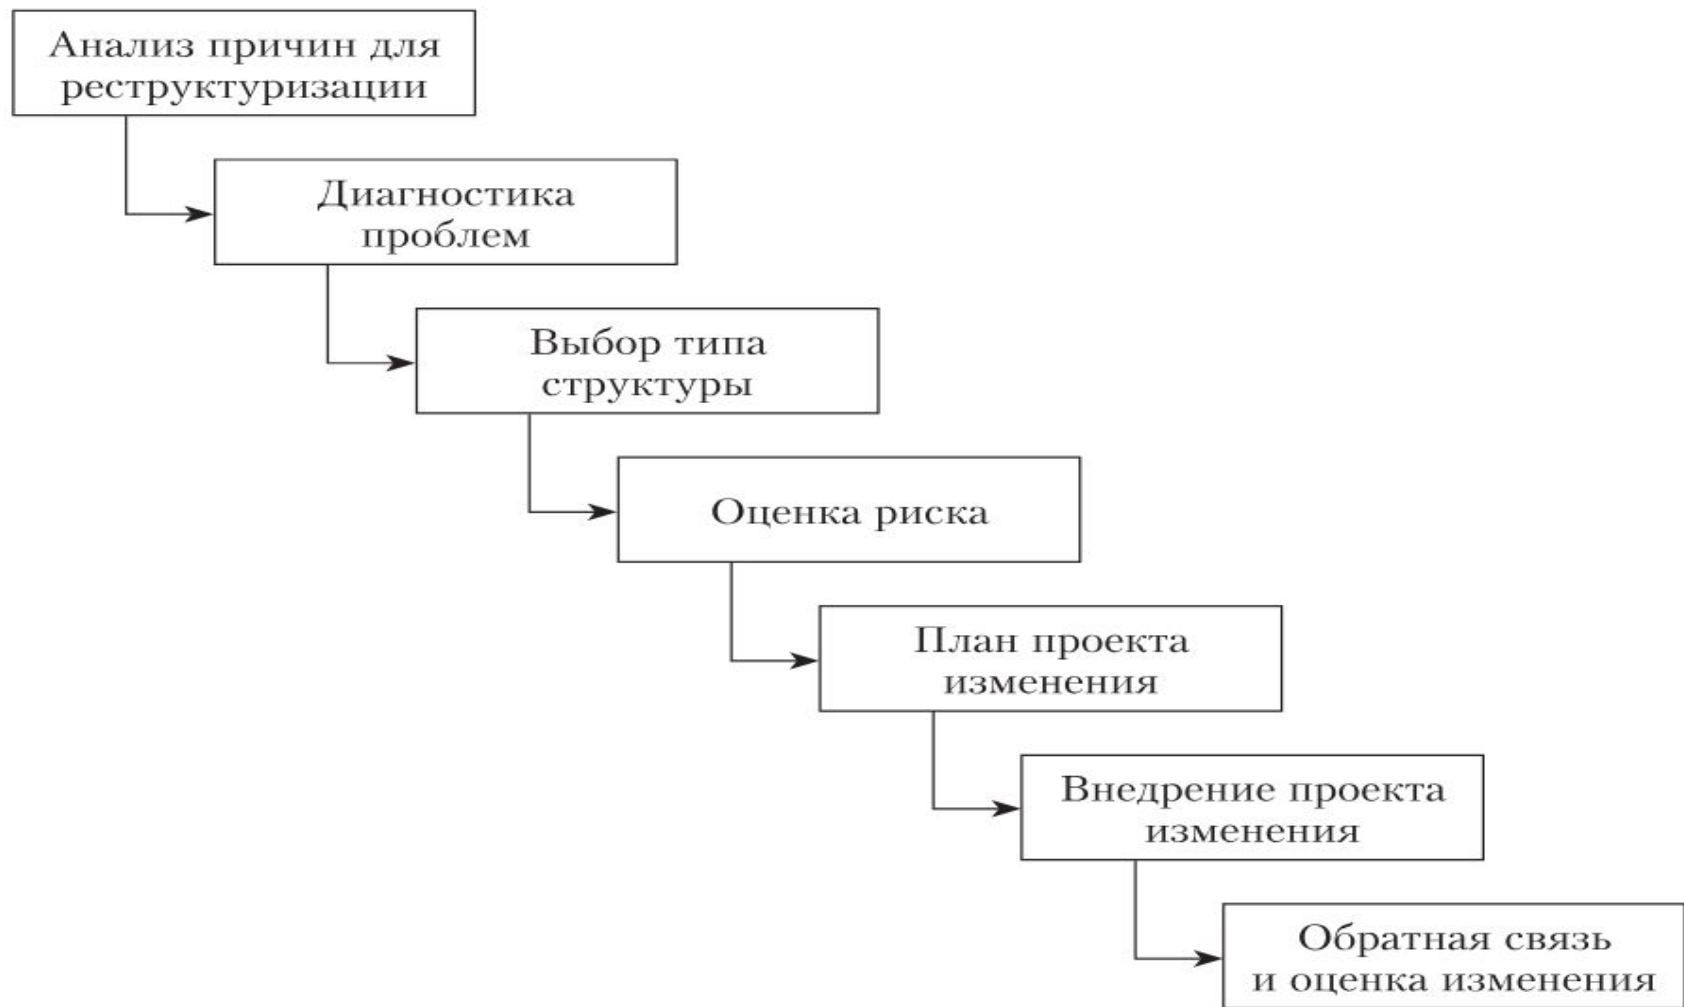 Анализ причин для
реструктуризации
Диагностика
проблем
Выбор типа
структуры
Оценка риска
План проекта
изменения
Внедрение проекта
изменения
Обратная связь
и оценка изменения